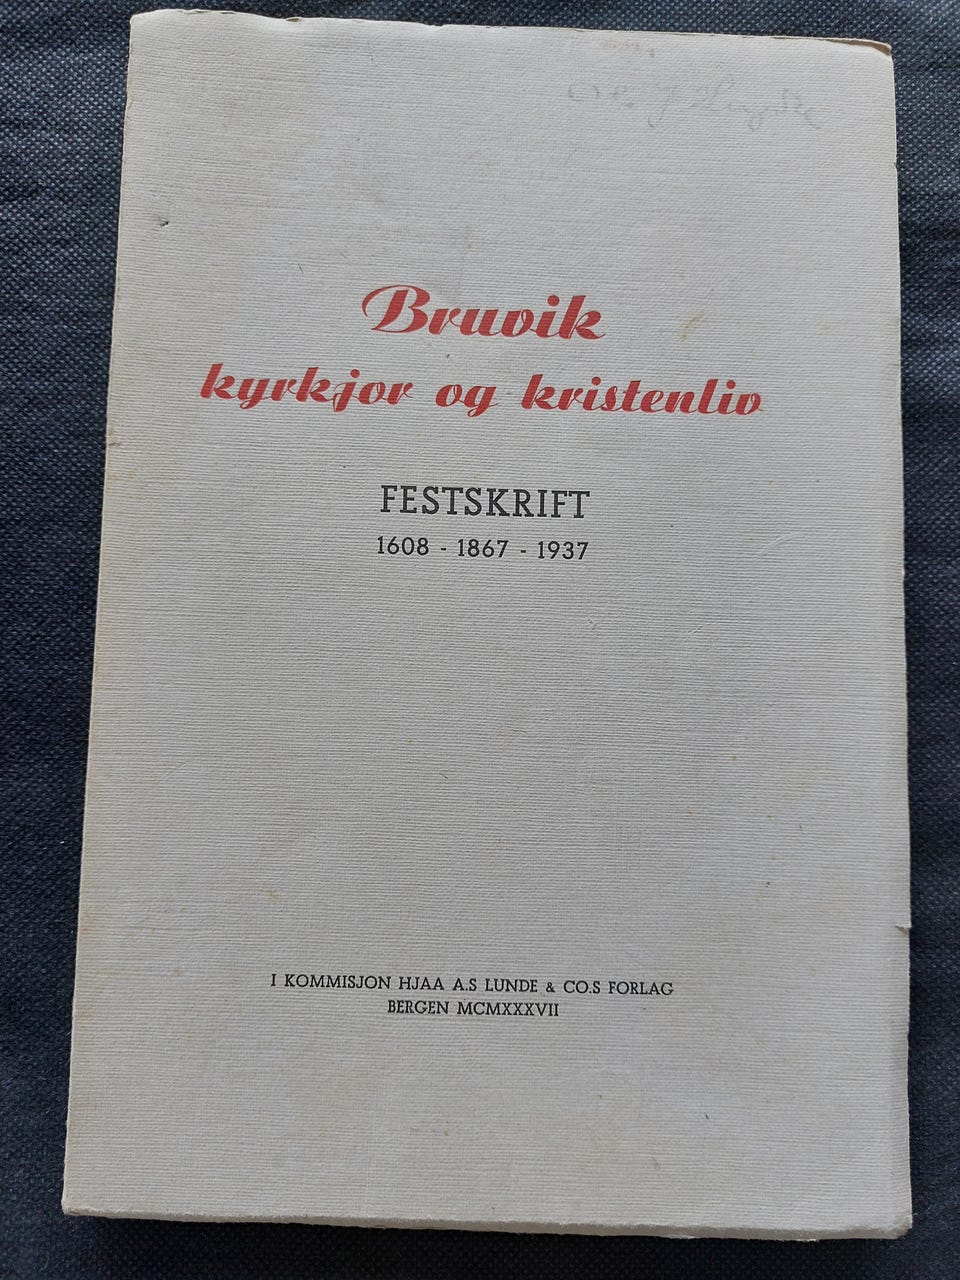 Bruvik
kyrkjor og kristenliv
FESTSKRIFT
1608 - 1867 - 1937
I KOMMISJON HJAA A.S LUNDE & CO.S FORLAG
BERGEN MCMXXXVII